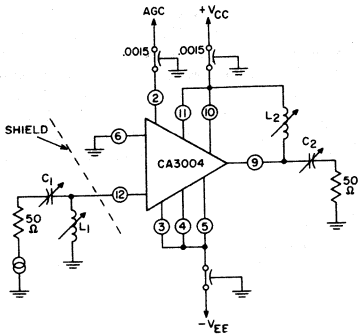 AGC
+VCC
.0015
.0015
2
11
10
L2
SHIELD
6
CA3004
9
C2
C1
12
50
Ω
50
Ω
L1
3
4
5
-VEE